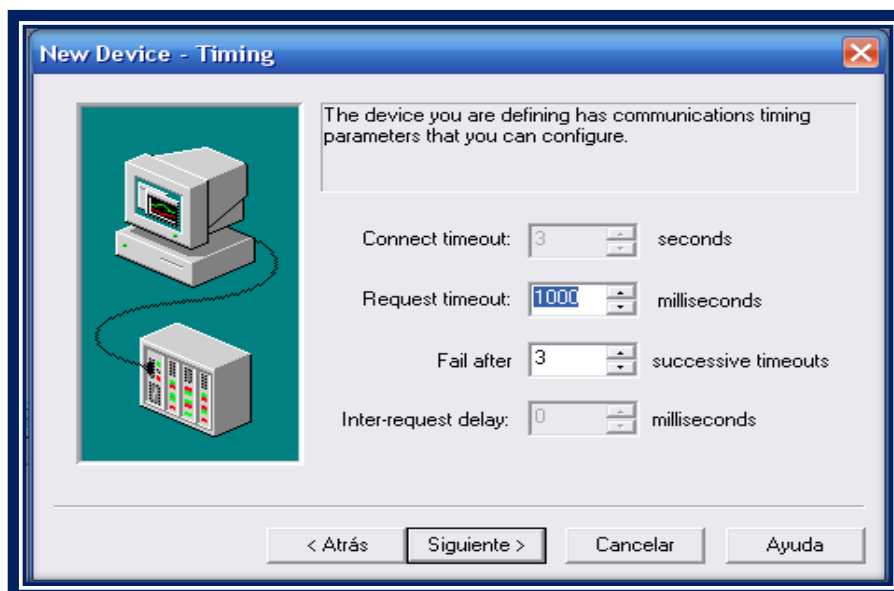 New Device - Timing
The device you are defining has communications timing
parameters that you can configure.
Connect timeout: 3 seconds
Request timeout: 1000 milliseconds
Fail after 3 successive timeouts
Inter-request delay: 0 milliseconds
< Atrás Siguiente > Cancelar Ayuda